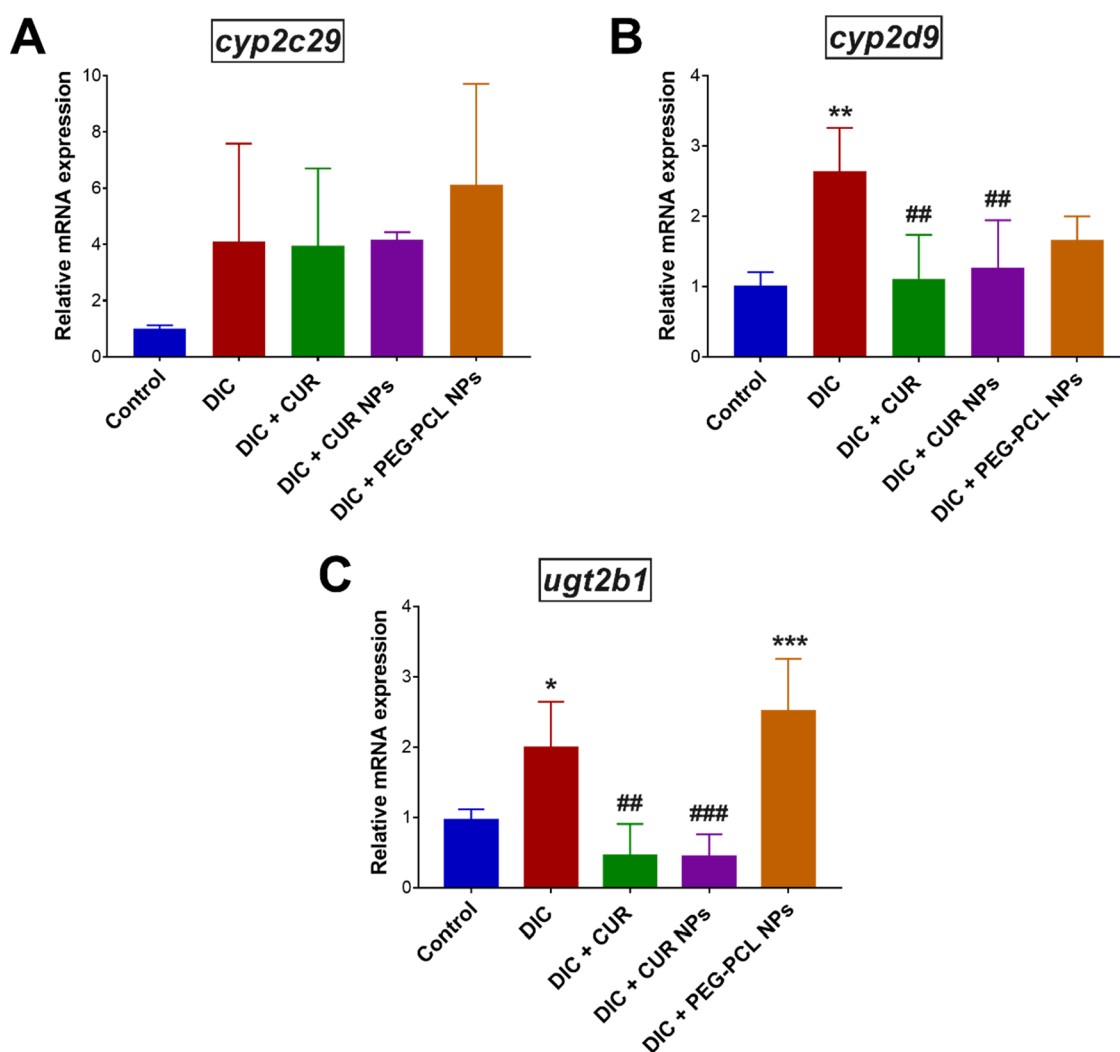 A
cyp2c29
Relative mRNA expression
10
8
6
4
2
0
Control
DIC
DIC + CUR
DIC + CUR NPs
DIC + PEG-PCL NPs
B
cyp2d9
Relative mRNA expression
4
3
2
1
0
**
##
##
Control
DIC
DIC + CUR
DIC + CUR NPs
DIC + PEG-PCL NPs
C
ugt2b1
Relative mRNA expression
4
3
2
1
0
*
##
###
***
Control
DIC
DIC + CUR
DIC + CUR NPs
DIC + PEG-PCL NPs